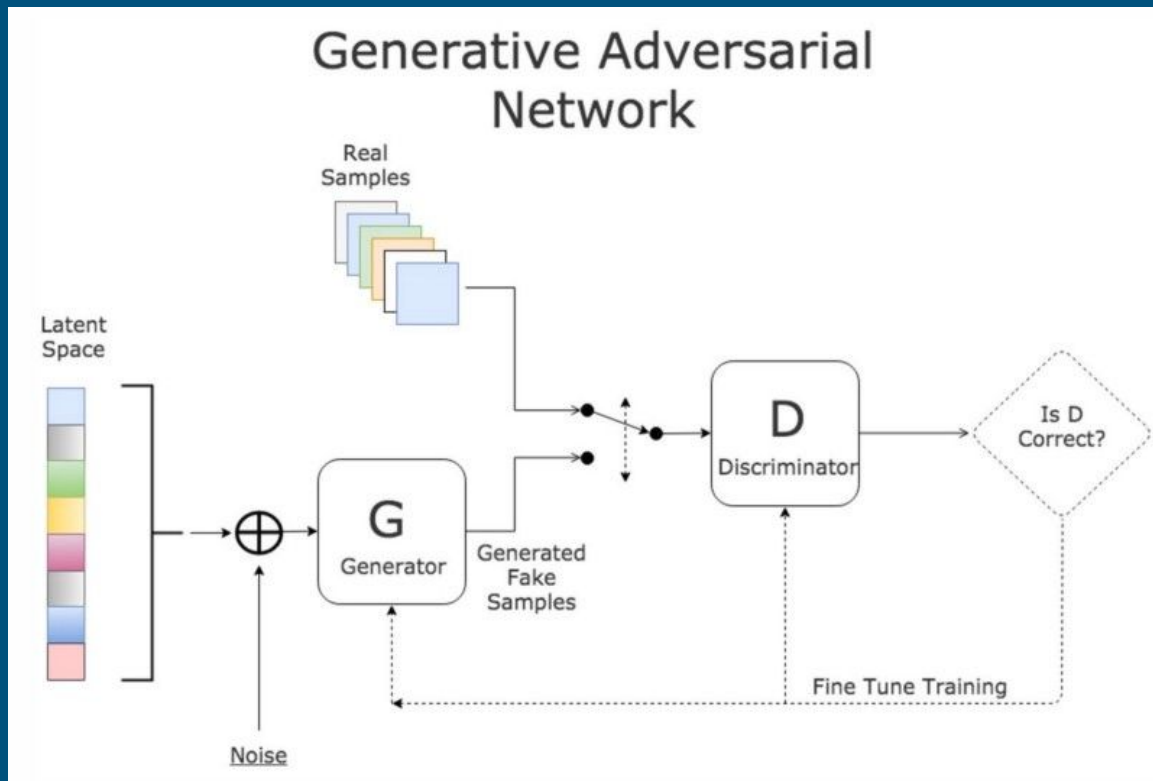 Generative Adversarial
Network
Real
Samples
Latent
Space
D
Discriminator
Is D
Correct?
G
Generator
Generated
Fake
Samples
Fine Tune Training
Noise